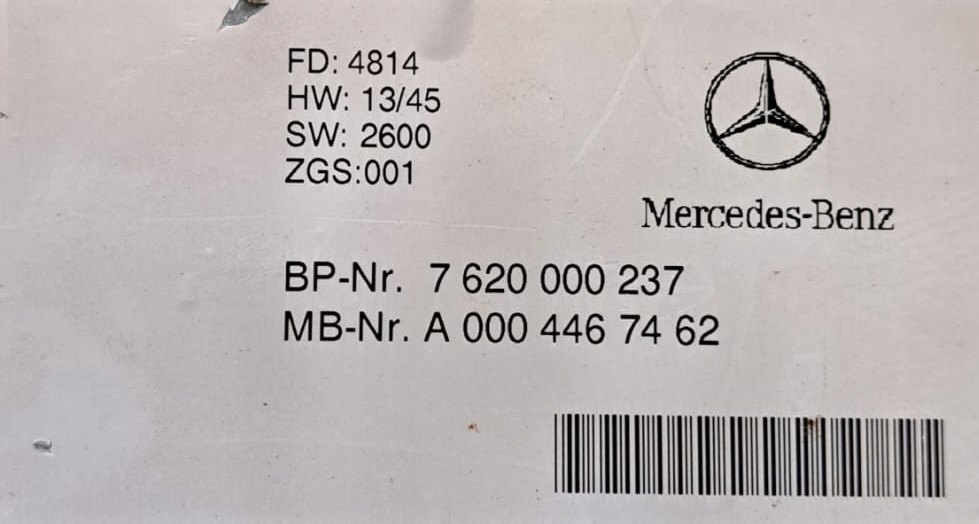 FD: 4814
HW: 13/45
SW: 2600
ZGS:001
Mercedes-Benz
BP-Nr. 7 620 000 237
MB-Nr. A 000 446 74 62